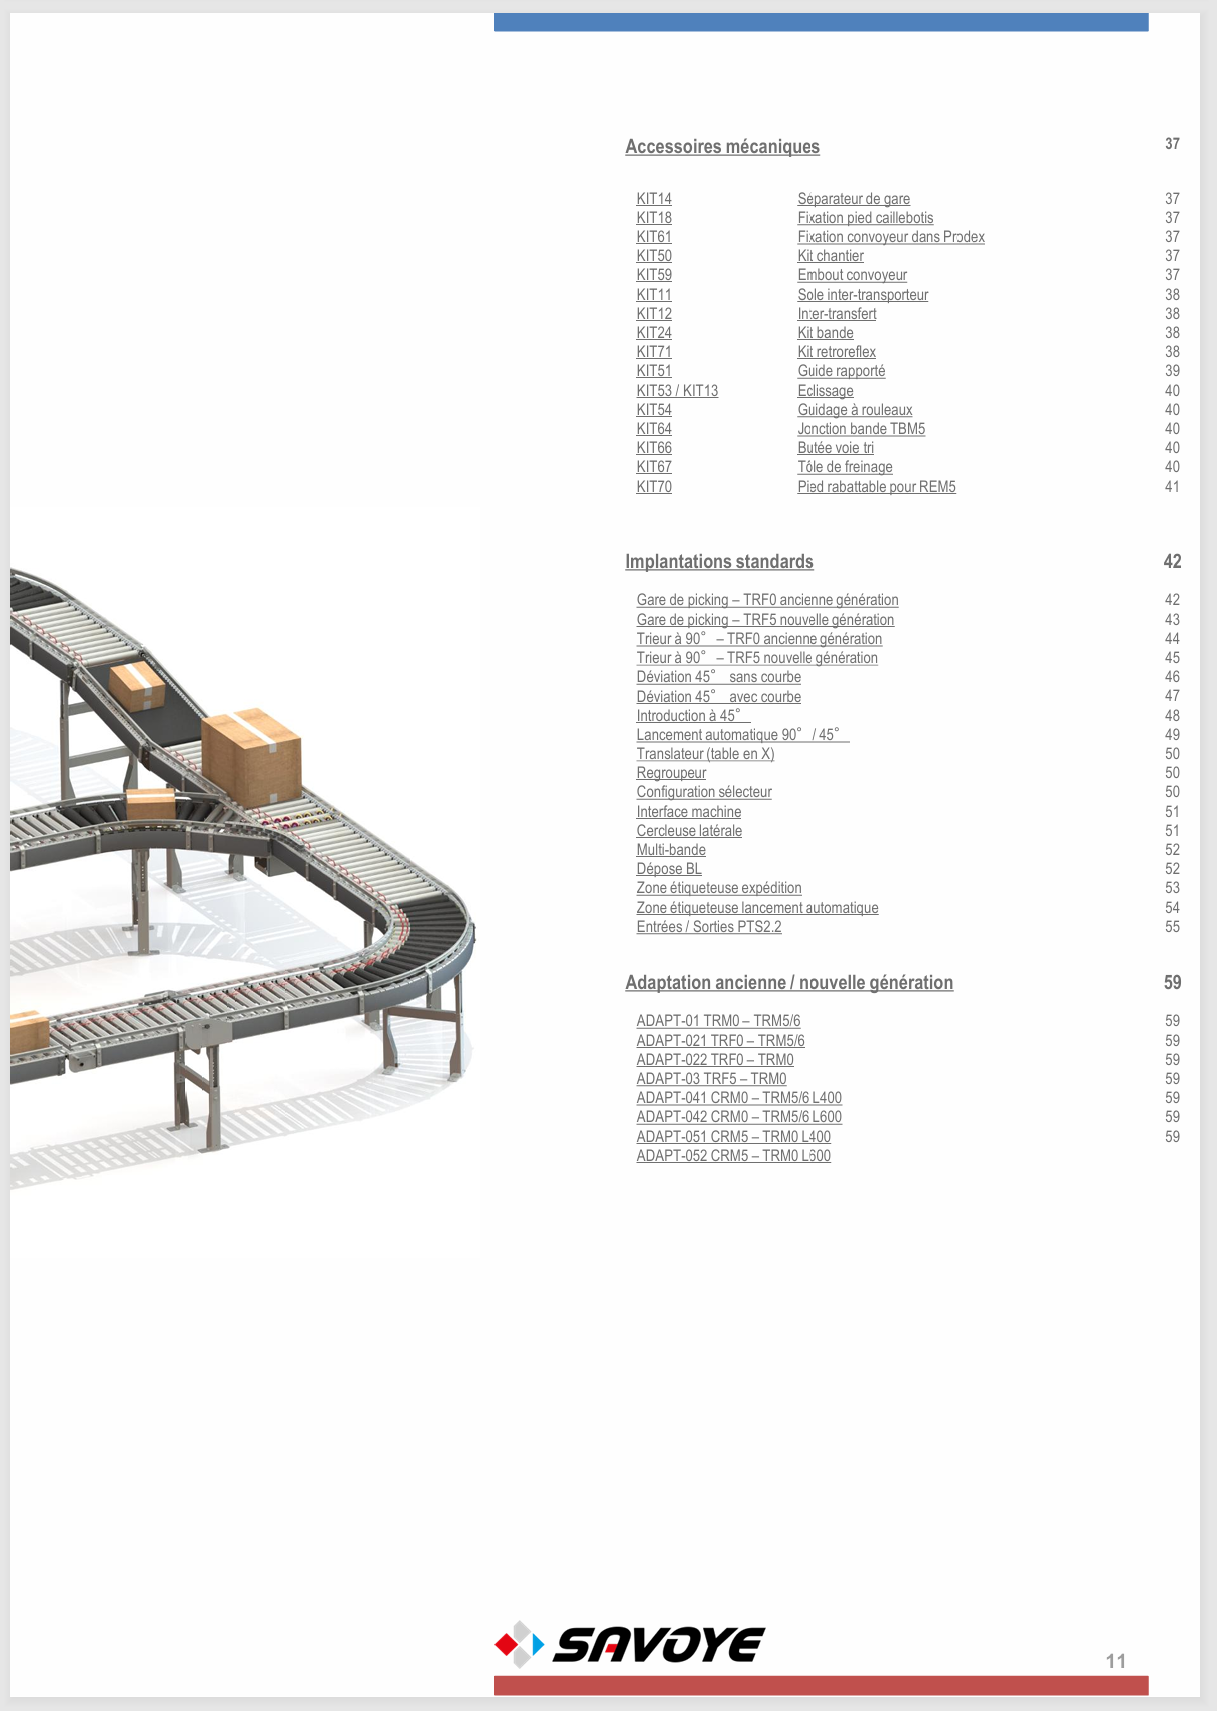 Accessoires mécaniques 37
KIT14 Séparateur de gare 37
KIT18 Fixation pied caillebotis 37
KIT61 Fixation convoyeur dans Prodex 37
KIT50 Kit chantier 37
KIT59 Embout convoyeur 37
KIT11 Sole inter-transporteur 38
KIT12 Inter-transfert 38
KIT24 Kit bande 38
KIT71 Kit retroreflex 38
KIT51 Guide rapporté 39
KIT53 / KIT13 Eclissage 40
KIT54 Guidage à rouleaux 40
KIT64 Jonction bande TBM5 40
KIT66 Butée voie tri 40
KIT67 Tôle de freinage 40
KIT70 Pied rabattable pour REM5 41
Implantations standards 42
Gare de picking – TRF0 ancienne génération 42
Gare de picking – TRF5 nouvelle génération 43
Trieur à 90° – TRF0 ancienne génération 44
Trieur à 90° – TRF5 nouvelle génération 45
Déviation 45° sans courbe 46
Déviation 45° avec courbe 47
Introduction à 45° 48
Lancement automatique 90° / 45° 49
Translateur (table en X) 50
Regroupeur 50
Configuration sélecteur 50
Interface machine 51
Cercleuse latérale 51
Multi-bande 52
Dépose BL 52
Zone étiqueteuse expédition 53
Zone étiqueteuse lancement automatique 54
Entrées / Sorties PTS2.2 55
Adaptation ancienne / nouvelle génération 59
ADAPT-01 TRM0 – TRM5/6 59
ADAPT-021 TRF0 – TRM5/6 59
ADAPT-022 TRF0 – TRM0 59
ADAPT-03 TRF5 – TRM0 59
ADAPT-041 CRM0 – TRM5/6 L400 59
ADAPT-042 CRM0 – TRM5/6 L600 59
ADAPT-051 CRM5 – TRM0 L400 59
ADAPT-052 CRM5 – TRM0 L600
SAVOYE
11